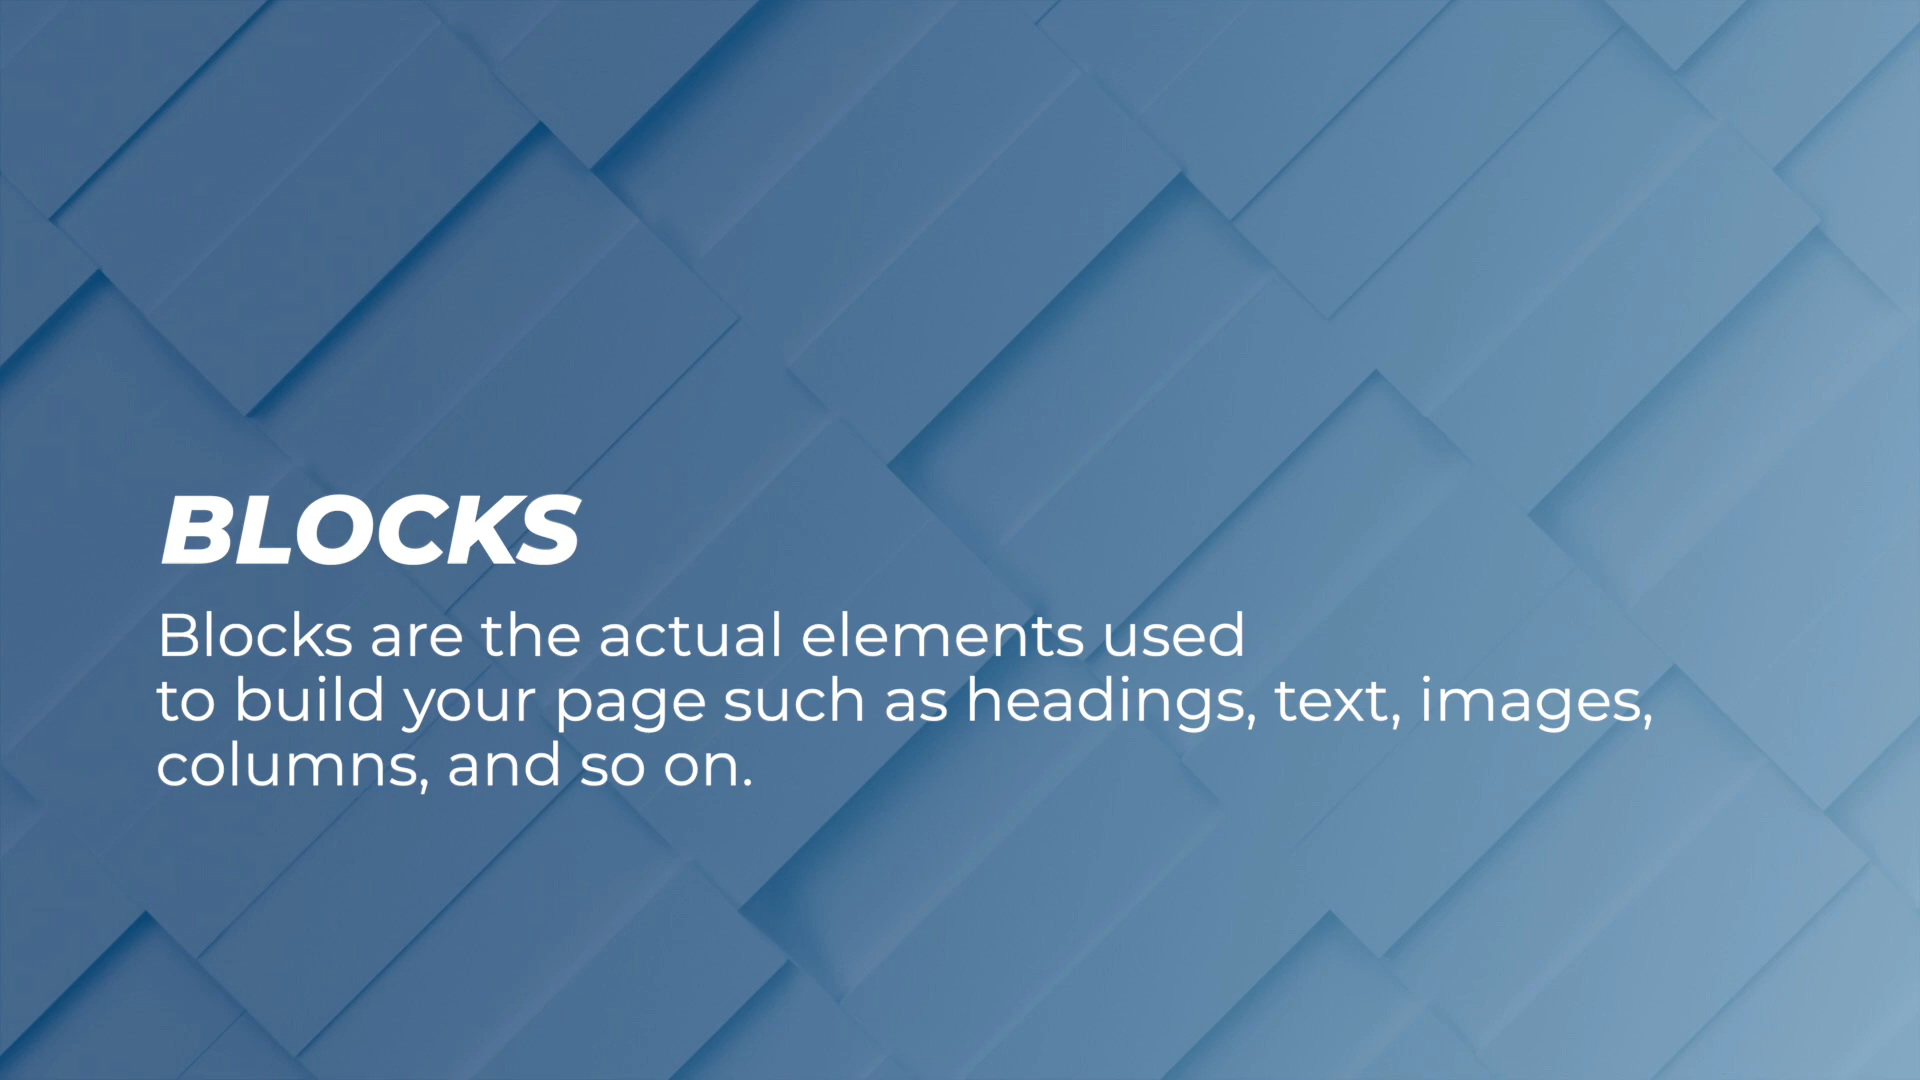 BLOCKS
Blocks are the actual elements used
to build your page such as headings, text, images,
columns, and so on.